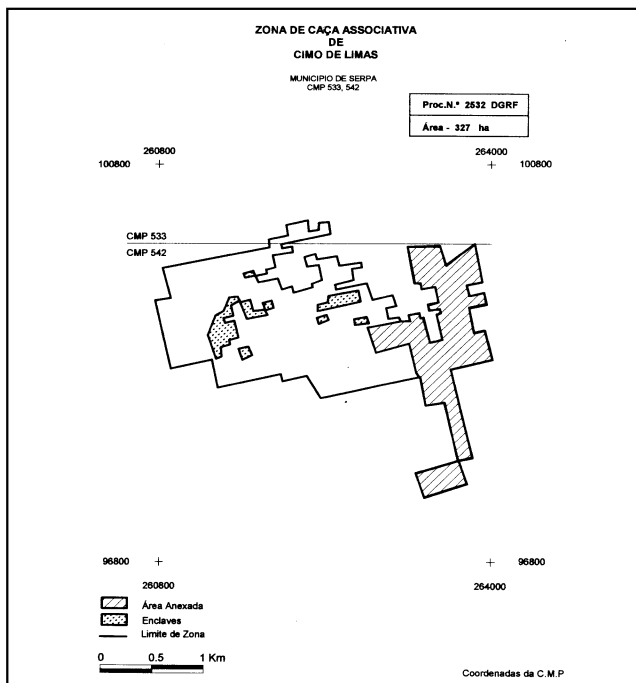 ZONA DE CAÇA ASSOCIATIVA
DE
CIMO DE LIMAS
MUNICIPIO DE SERPA
CMP 533, 542
Proc.N.º 2532 DGRF
Área - 327 ha
260800
264000
100800
100800
CMP 533
CMP 542
96800
96800
260800
264000
Área Anexada
Enclaves
Limite de Zona
0 0.5 1 Km
Coordenadas da C.M.P